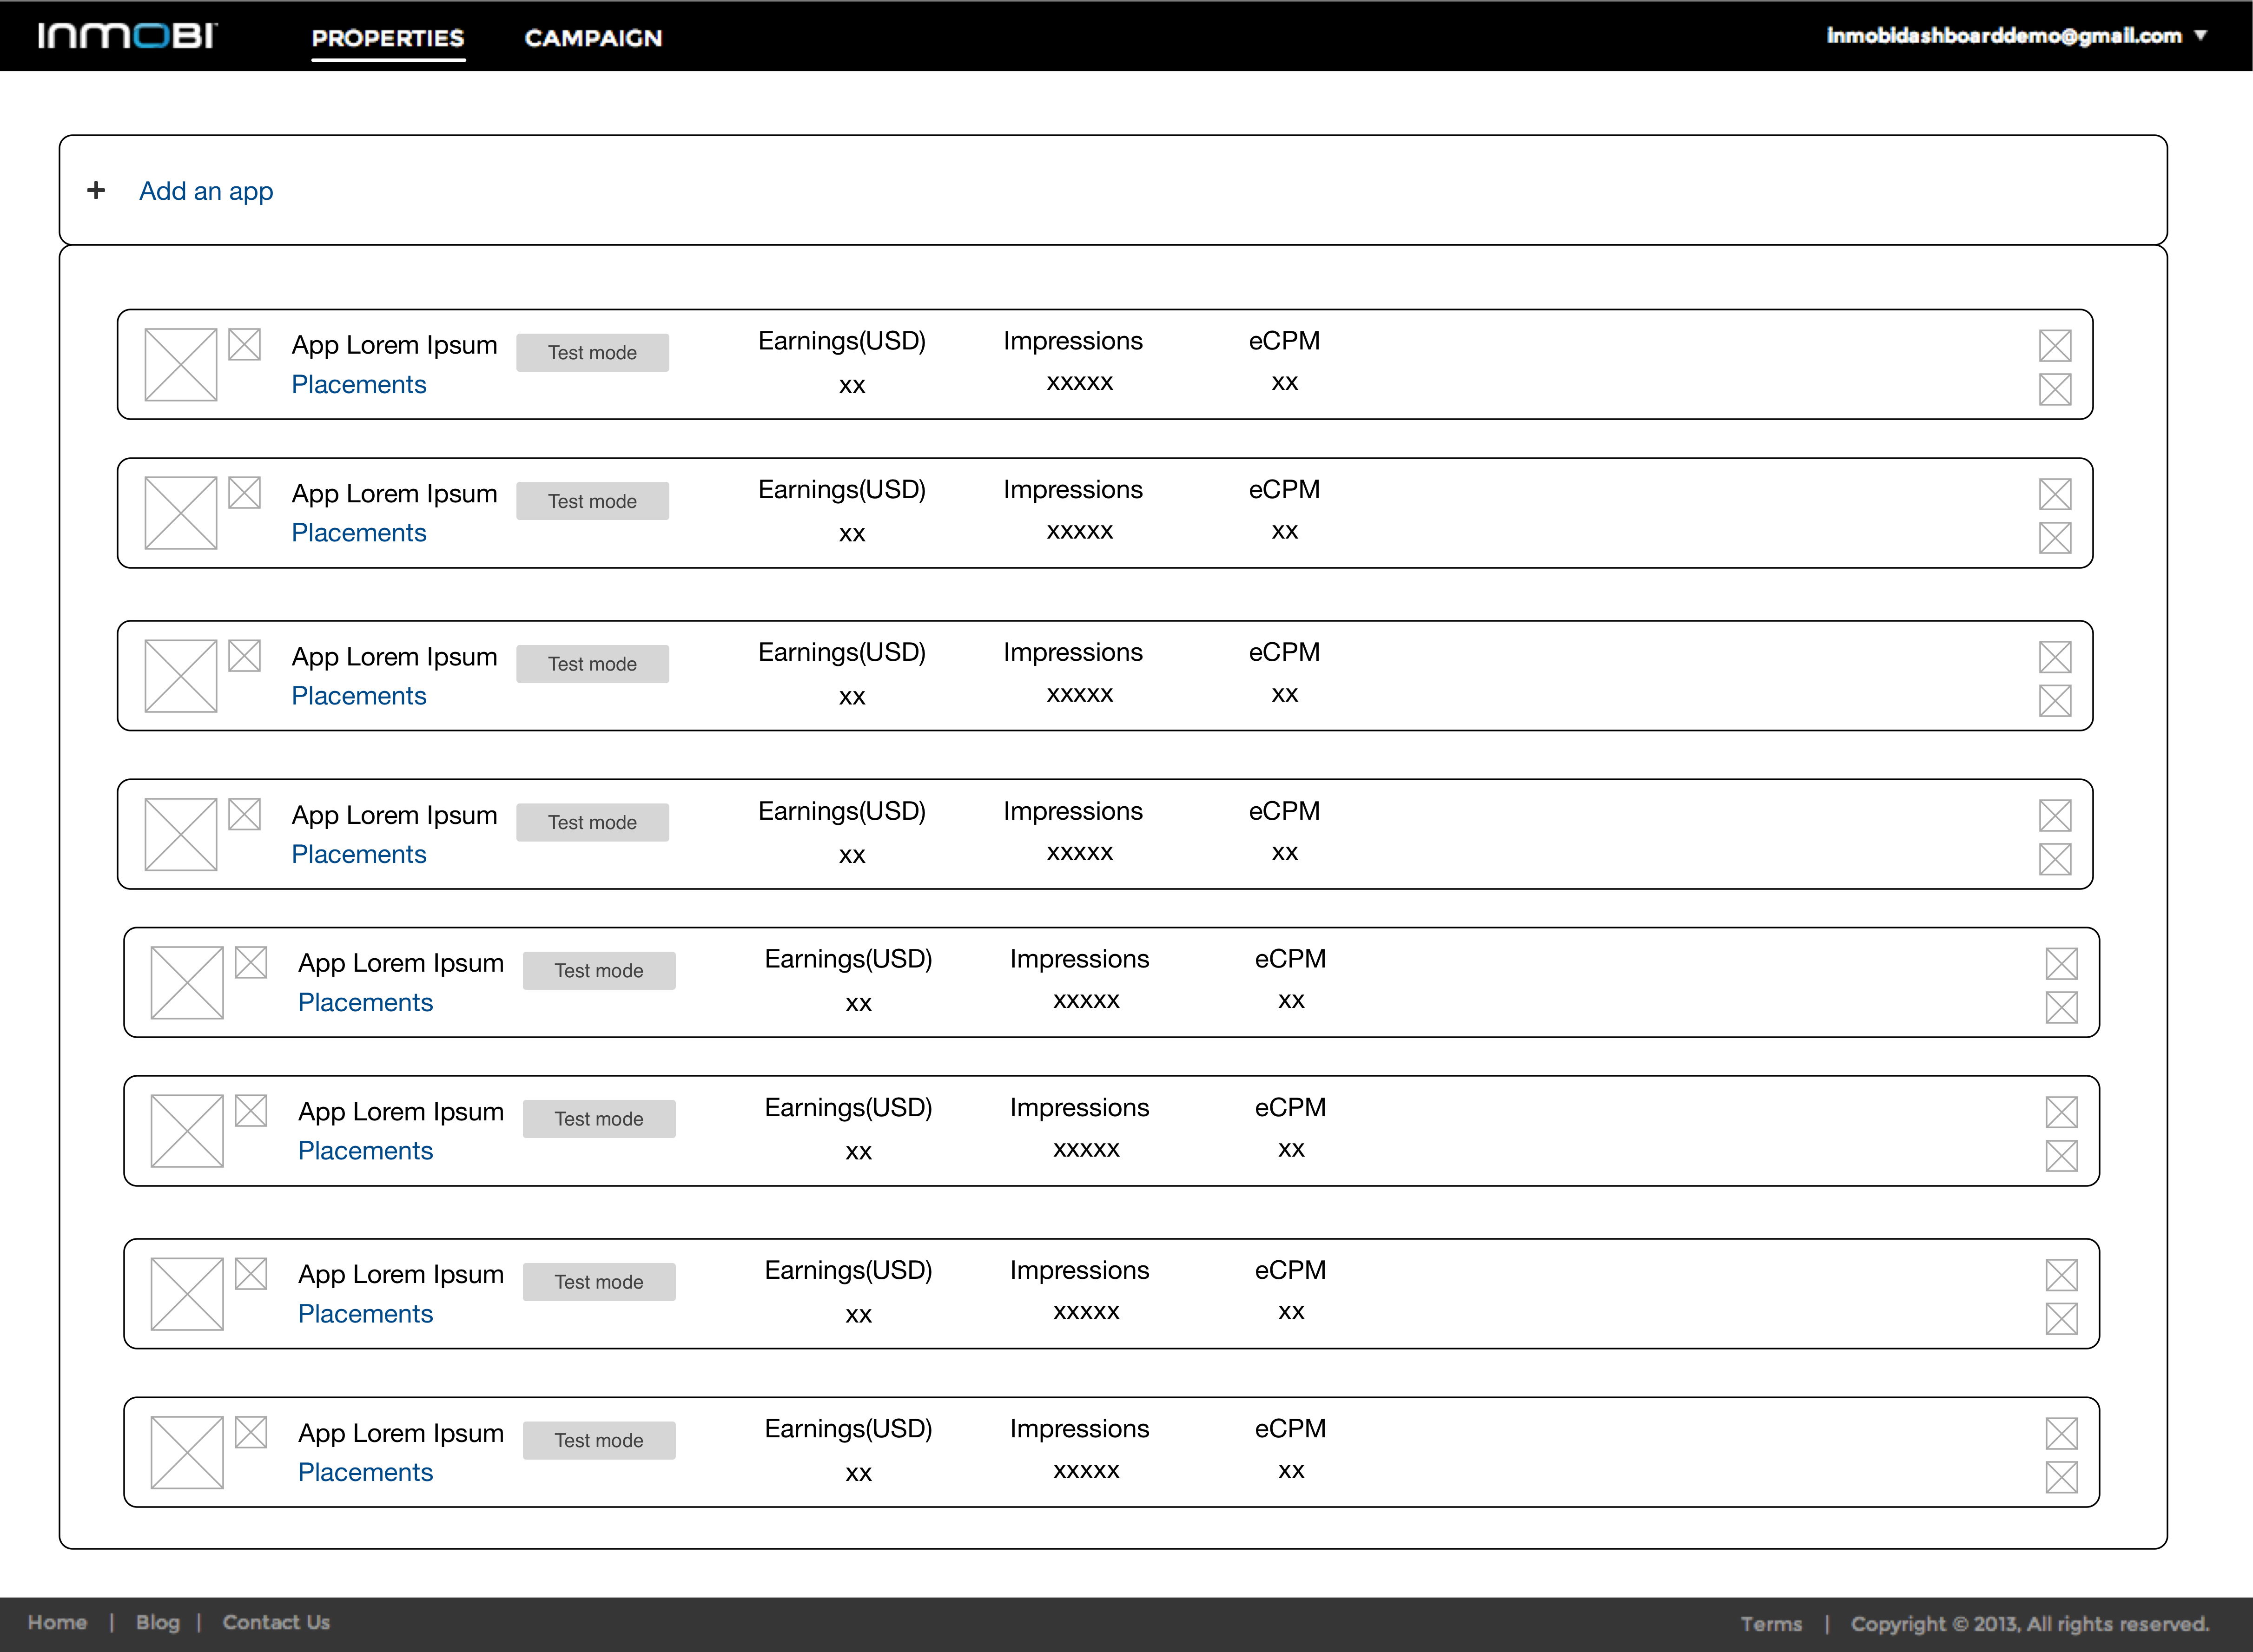 INMOBI PROPERTIES CAMPAIGN inmobidashboarddemo@gmail.com
+ Add an app
App Lorem Ipsum Test mode Earnings(USD) Impressions eCPM
Placements xx xxxxx xx
App Lorem Ipsum Test mode Earnings(USD) Impressions eCPM
Placements xx xxxxx xx
App Lorem Ipsum Test mode Earnings(USD) Impressions eCPM
Placements xx xxxxx xx
App Lorem Ipsum Test mode Earnings(USD) Impressions eCPM
Placements xx xxxxx xx
App Lorem Ipsum Test mode Earnings(USD) Impressions eCPM
Placements xx xxxxx xx
App Lorem Ipsum Test mode Earnings(USD) Impressions eCPM
Placements xx xxxxx xx
App Lorem Ipsum Test mode Earnings(USD) Impressions eCPM
Placements xx xxxxx xx
App Lorem Ipsum Test mode Earnings(USD) Impressions eCPM
Placements xx xxxxx xx
Home | Blog | Contact Us Terms | Copyright © 2013, All rights reserved.